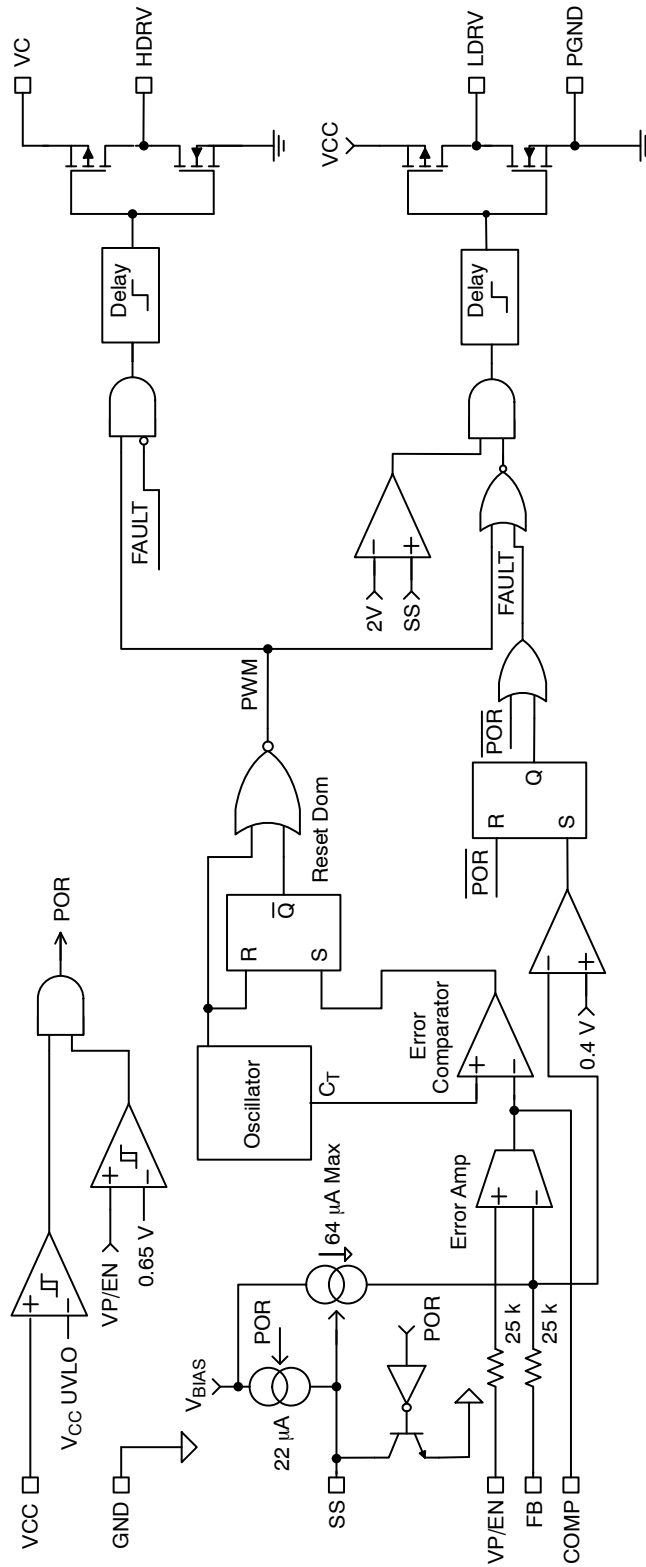 VCC
VCC UVLO
+
−
VP/EN
0.65 V
+
−
POR
GND
VBIAS
22 µA
POR
64 µA Max
SS
POR
VP/EN
FB
COMP
25 k
25 k
Error Amp
+
−
Oscillator
CT
Error
Comparator
+
−
R
S
Q
Reset Dom
PWM
0.4 V
−
+
POR
R
S
Q
POR
FAULT
2V
SS
−
+
FAULT
Delay
VC
HDRV
Delay
VCC
LDRV
PGND